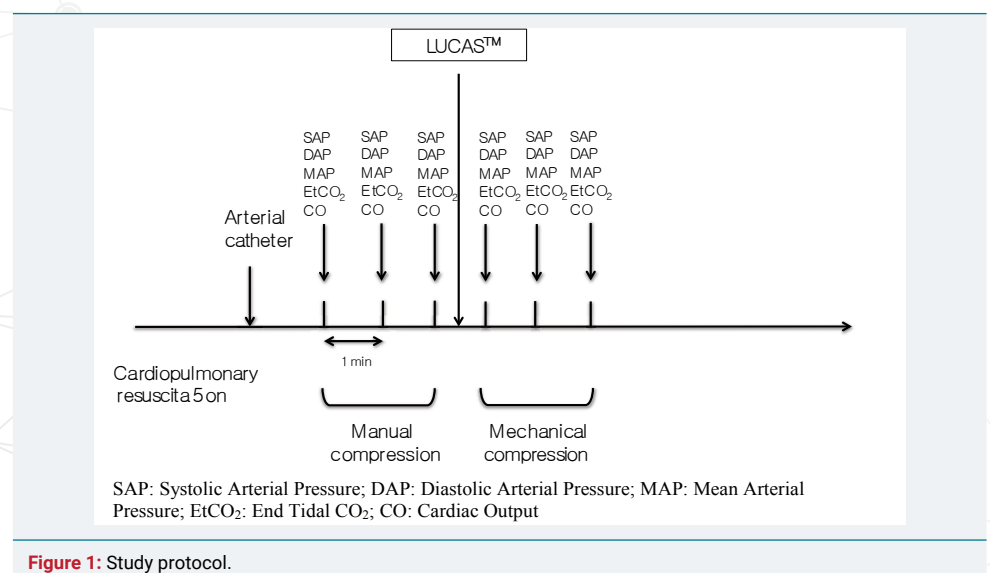 LUCAS™
SAP SAP SAP SAP SAP SAP
DAP DAP DAP DAP DAP DAP
MAP MAP MAP MAP MAP MAP
EtCO₂ EtCO₂ EtCO₂ EtCO₂ EtCO₂ EtCO₂
CO CO CO CO CO CO
Arterial
catheter
1 min
Cardiopulmonary
resuscita5on
Manual
compression
Mechanical
compression
SAP: Systolic Arterial Pressure; DAP: Diastolic Arterial Pressure; MAP: Mean Arterial
Pressure; EtCO₂: End Tidal CO₂; CO: Cardiac Output
Figure 1: Study protocol.